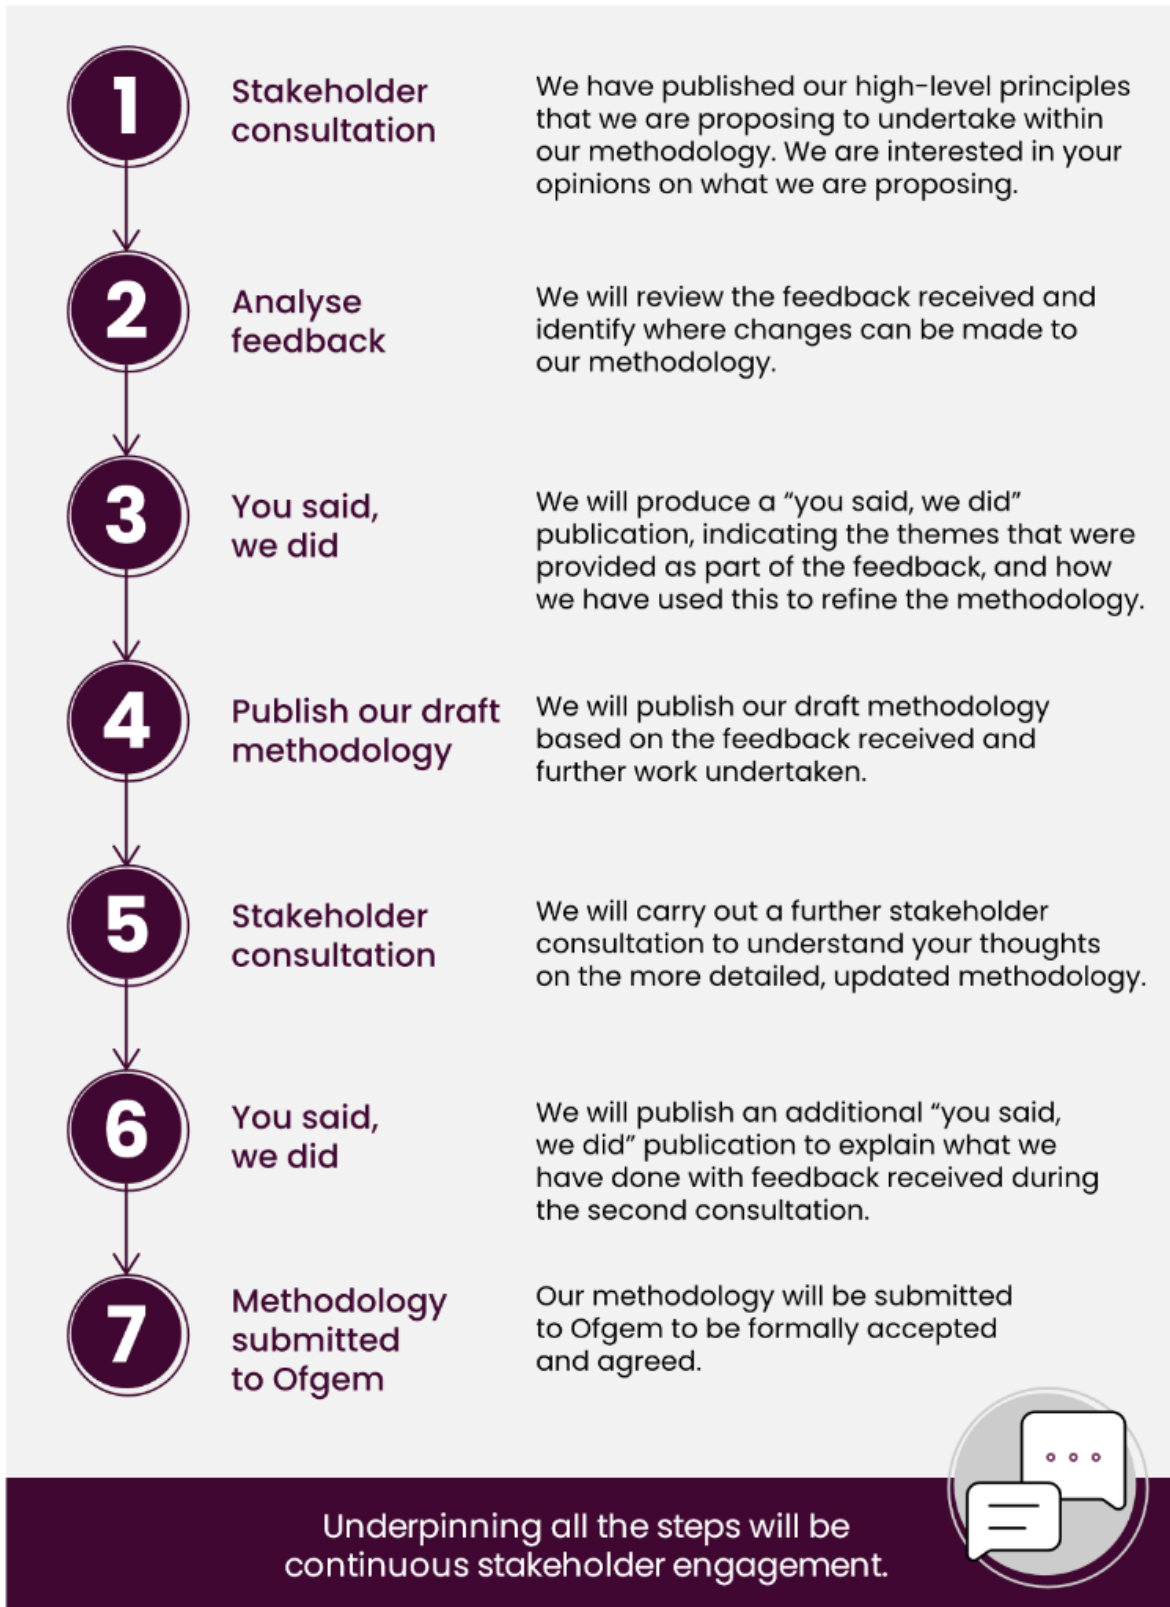 1
Stakeholder
consultation
We have published our high-level principles
that we are proposing to undertake within
our methodology. We are interested in your
opinions on what we are proposing.
2
Analyse
feedback
We will review the feedback received and
identify where changes can be made to
our methodology.
3
You said,
we did
We will produce a “you said, we did”
publication, indicating the themes that were
provided as part of the feedback, and how
we have used this to refine the methodology.
4
Publish our draft
methodology
We will publish our draft methodology
based on the feedback received and
further work undertaken.
5
Stakeholder
consultation
We will carry out a further stakeholder
consultation to understand your thoughts
on the more detailed, updated methodology.
6
You said,
we did
We will publish an additional “you said,
we did” publication to explain what we
have done with feedback received during
the second consultation.
7
Methodology
submitted
to Ofgem
Our methodology will be submitted
to Ofgem to be formally accepted
and agreed.
Underpinning all the steps will be
continuous stakeholder engagement.